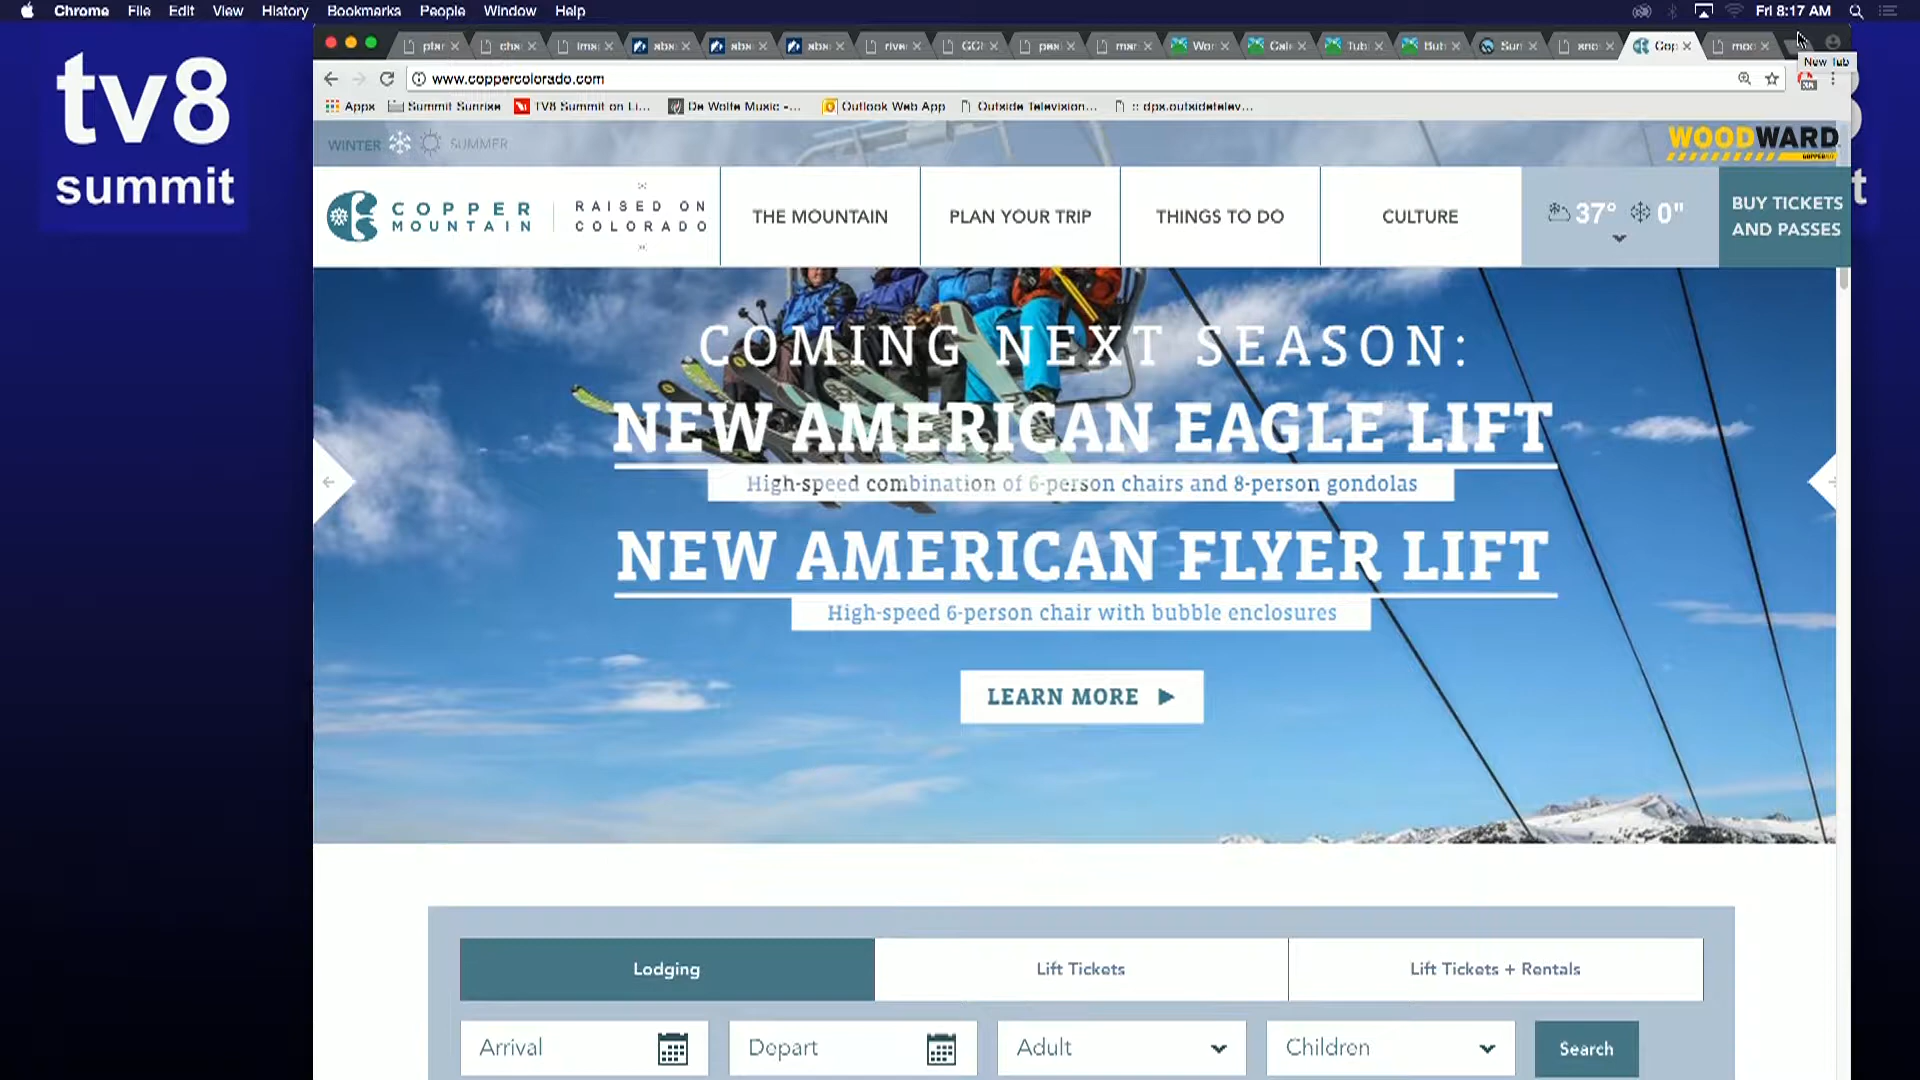 Chrome File Edit View History Bookmarks People Window Help Fri 8:17 AM
tv8
summit
New Tab
www.coppercolorado.com
Apps Summit Sunrise TV8 Summit on Li... De Wolfe Music -... Outlook Web App Outside Television... :: dpx.outsidetelev...
WINTER SUMMER
WOODWARD
COPPER
MOUNTAIN
RAISED ON
COLORADO
THE MOUNTAIN
PLAN YOUR TRIP
THINGS TO DO
CULTURE
37° 0"
BUY TICKETS
AND PASSES
COMING NEXT SEASON:
NEW AMERICAN EAGLE LIFT
High-speed combination of 6-person chairs and 8-person gondolas
NEW AMERICAN FLYER LIFT
High-speed 6-person chair with bubble enclosures
LEARN MORE
Lodging
Lift Tickets
Lift Tickets + Rentals
Arrival
Depart
Adult
Children
Search